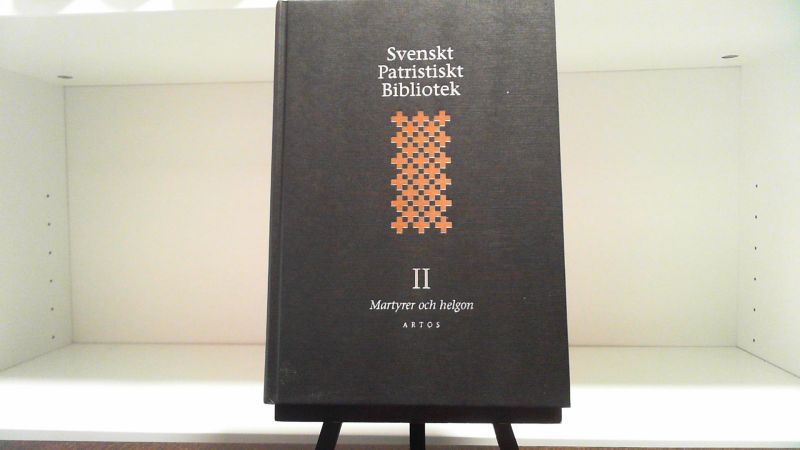 Svenskt
Patristiskt
Bibliotek
II
Martyrer och helgon
ARTOS